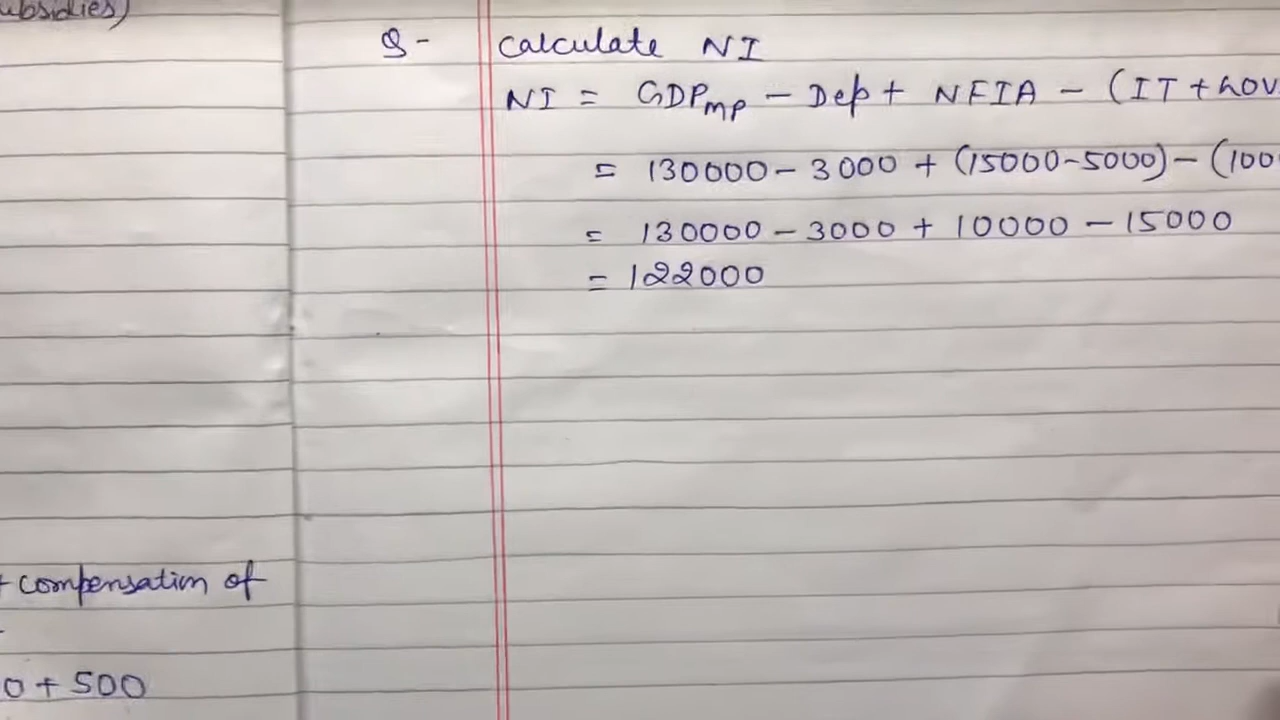 ubsidies)
Q- Calculate NI
NI = GDPMP - Dep + NFIA - (IT + Gov
= 130000 - 3000 + (15000-5000) - (100
= 130000 - 3000 + 10000 - 15000
= 122000
+ compensation of
0 + 500